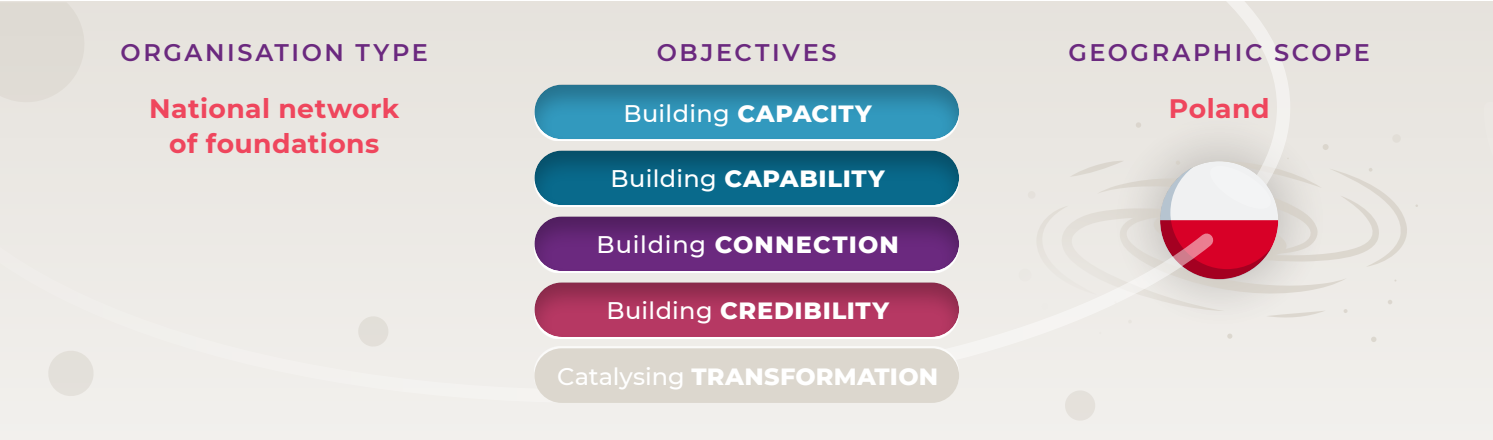 ORGANISATION TYPE
National network
of foundations
OBJECTIVES
Building CAPACITY
Building CAPABILITY
Building CONNECTION
Building CREDIBILITY
Catalysing TRANSFORMATION
GEOGRAPHIC SCOPE
Poland